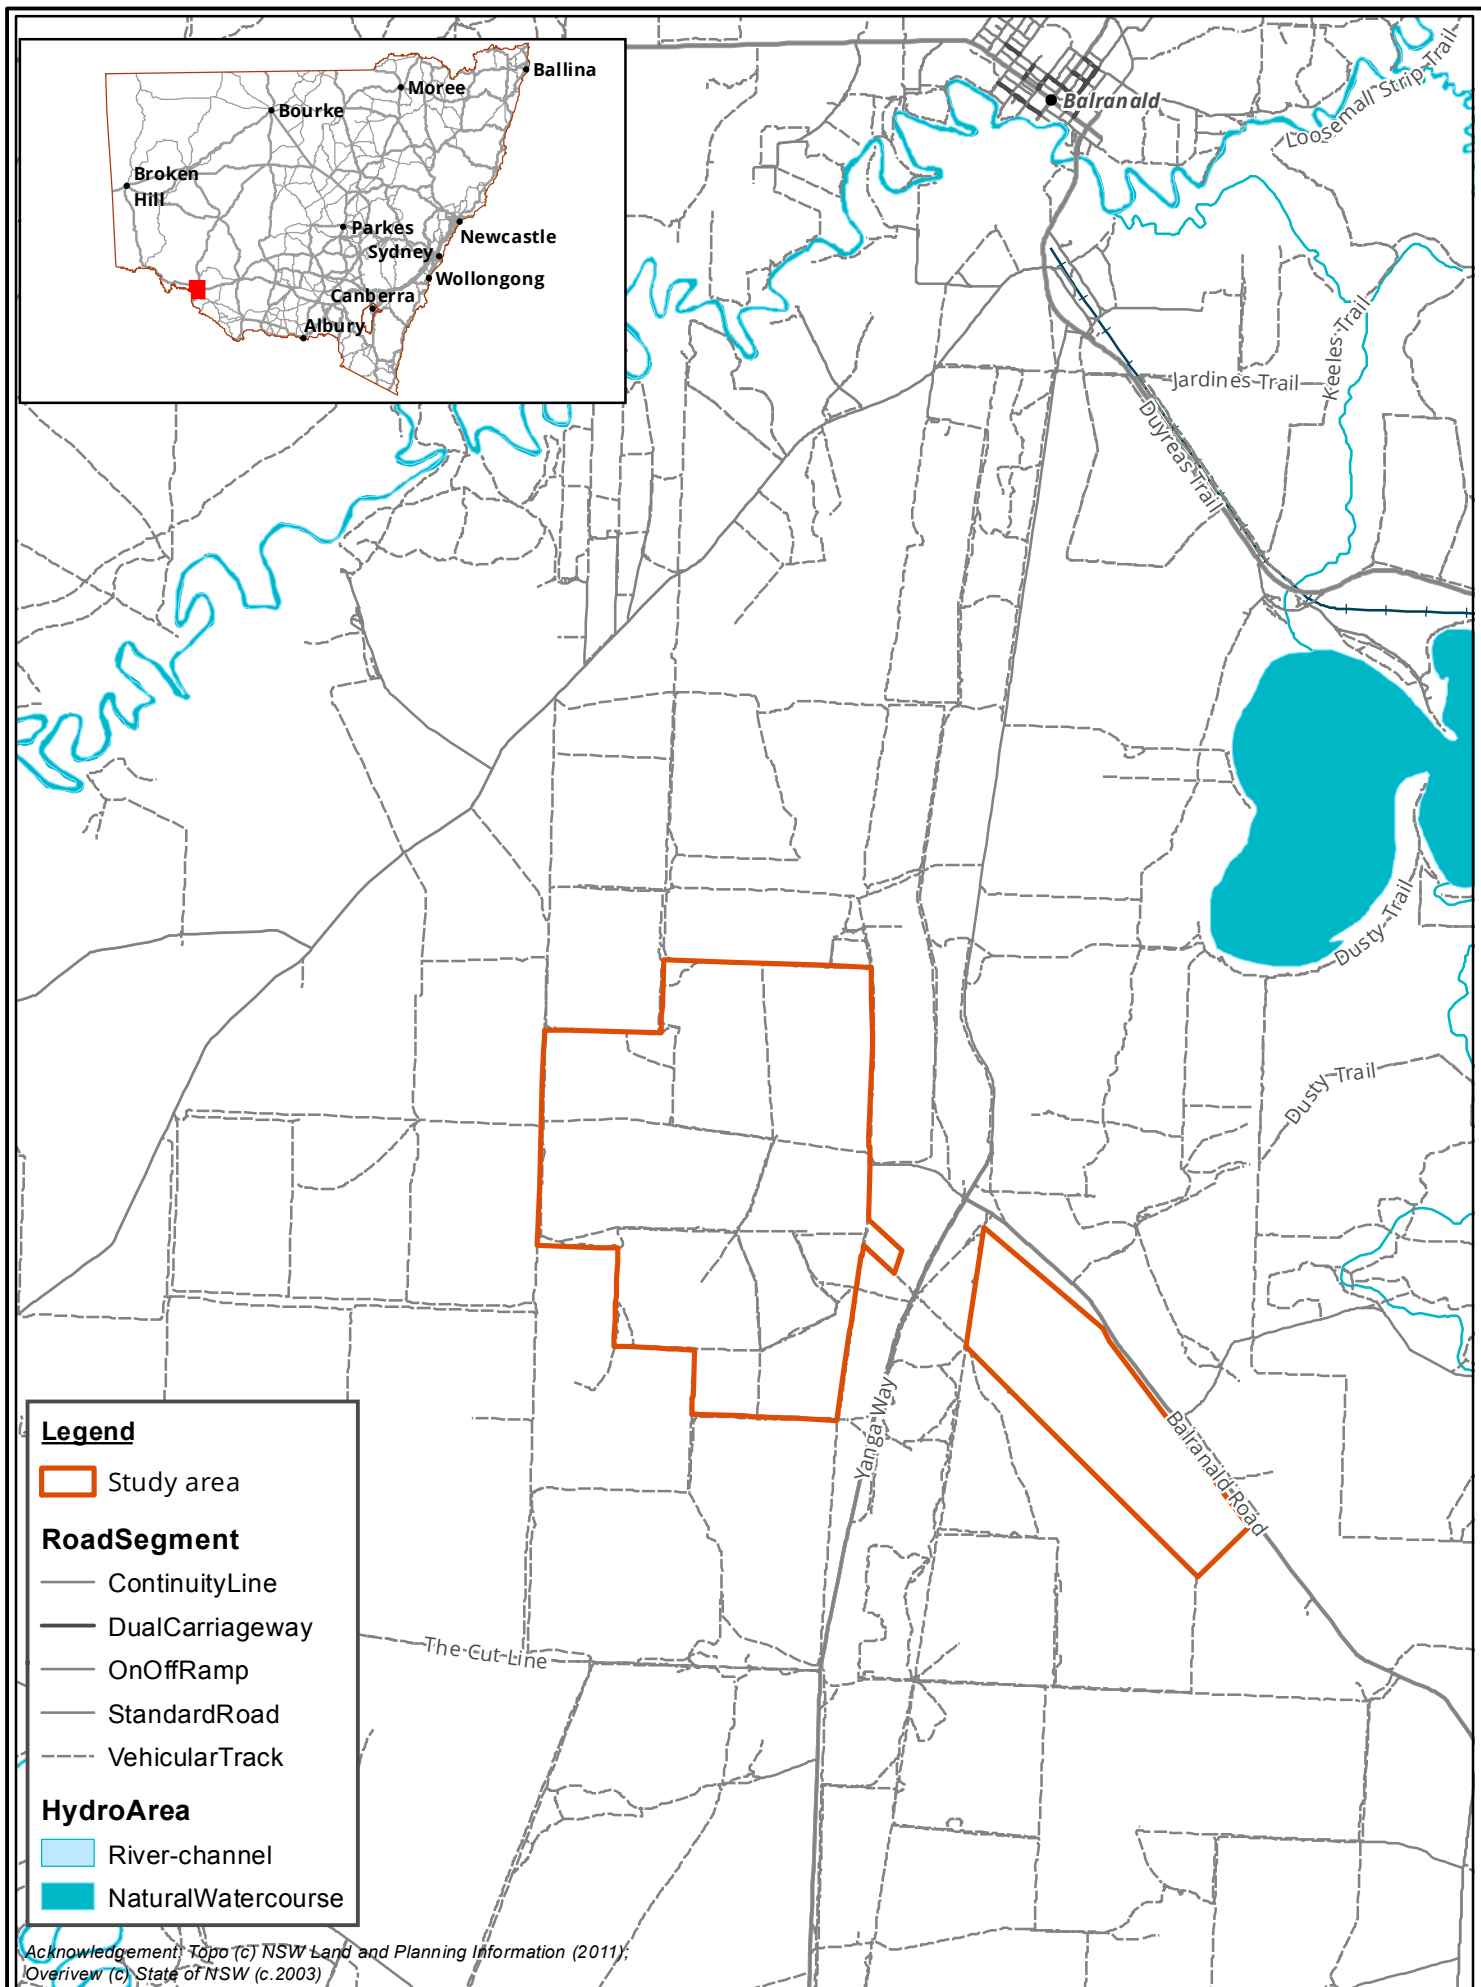 Ballina
Moree
Bourke
Broken
Hill
Parkes
Newcastle
Sydney
Wollongong
Canberra
Albury
Balranald
Loosemall Strip Trail
Keeles Trail
Jardines Trail
Duyreas Trail
Dusty Trail
Dusty Trail
Yanga Way
Balranald Road
The Cut Line
Legend
Study area
RoadSegment
ContinuityLine
DualCarriageway
OnOffRamp
StandardRoad
VehicularTrack
HydroArea
River-channel
NaturalWatercourse
Acknowledgement: Topo (c) NSW Land and Planning Information (2011);
Overivew (c) State of NSW (c.2003)